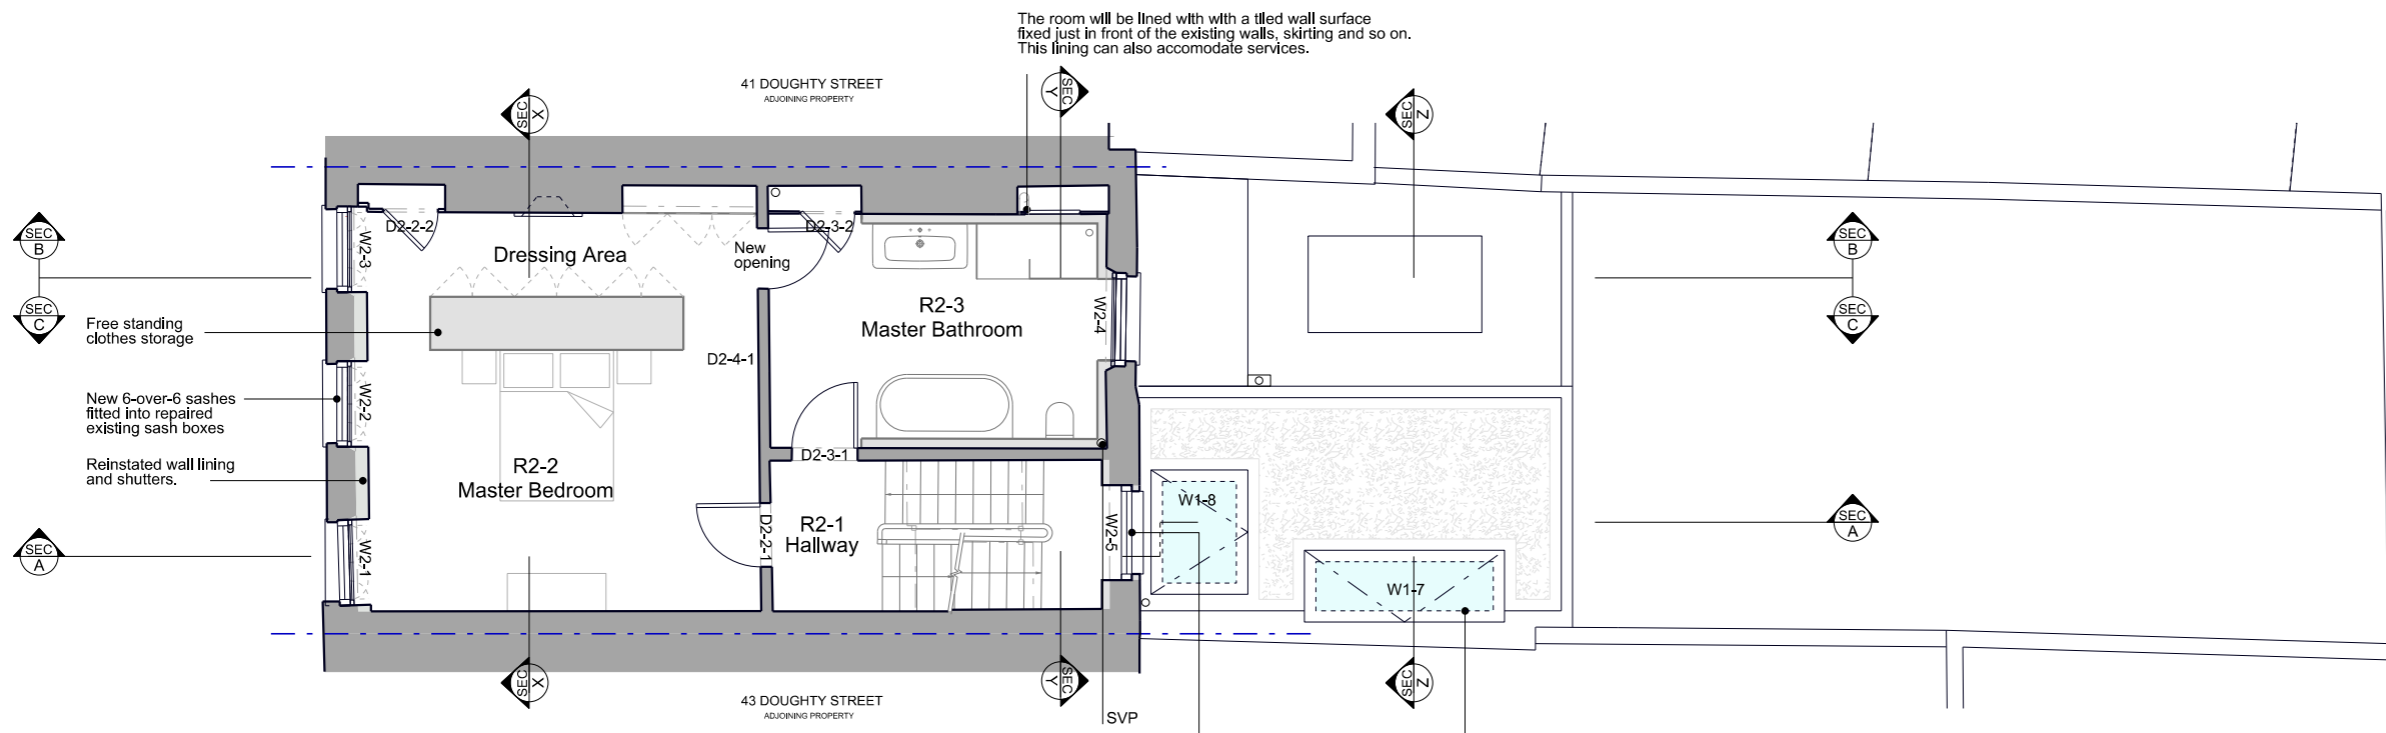 The room will be lined with with a tiled wall surface
fixed just in front of the existing walls, skirting and so on.
This lining can also accomodate services.
41 DOUGHTY STREET
ADJOINING PROPERTY
SEC
X
SEC
Y
SEC
Z
SEC
B
SEC
C
SEC
B
SEC
C
W2-3
D2-2-2
Dressing Area
New
opening
D2-3-2
R2-3
Master Bathroom
W2-4
Free standing
clothes storage
D2-4-1
New 6-over-6 sashes
fitted into repaired
existing sash boxes
W2-2
Reinstated wall lining
and shutters.
R2-2
Master Bedroom
D2-3-1
R2-1
Hallway
D2-2-1
W2-1
W2-5
W1-8
W1-7
SEC
A
SEC
A
SEC
X
SEC
Y
SEC
Z
43 DOUGHTY STREET
ADJOINING PROPERTY
SVP